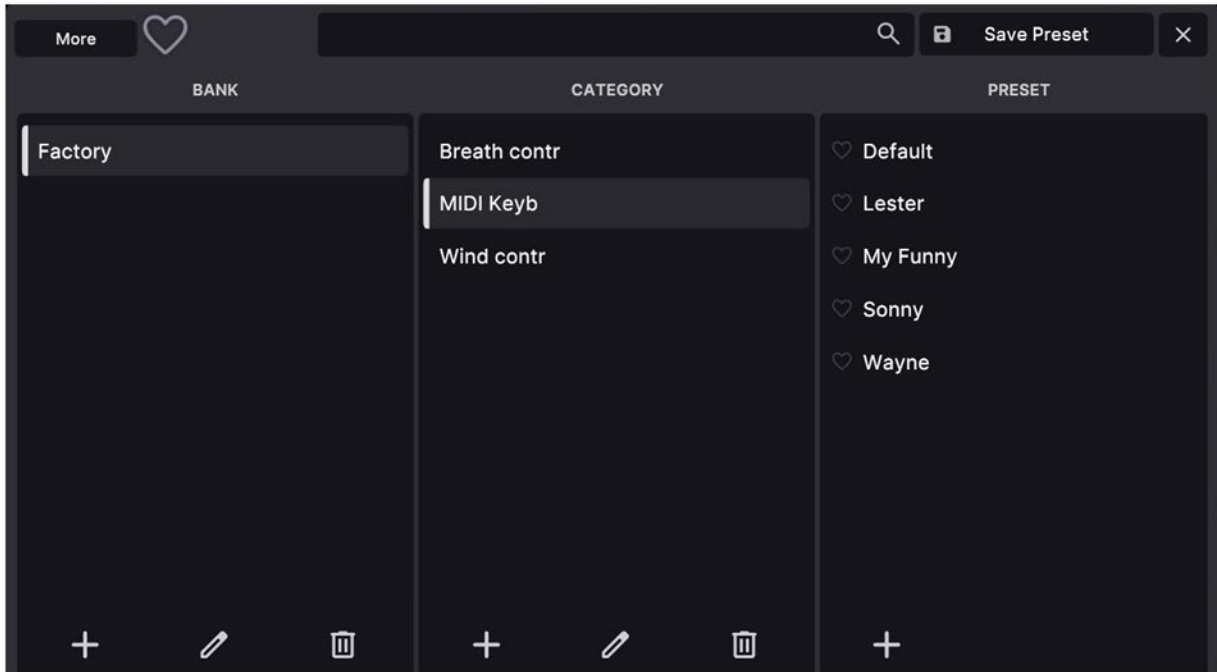 More
Save Preset
BANK
CATEGORY
PRESET
Factory
Breath contr
MIDI Keyb
Wind contr
Default
Lester
My Funny
Sonny
Wayne